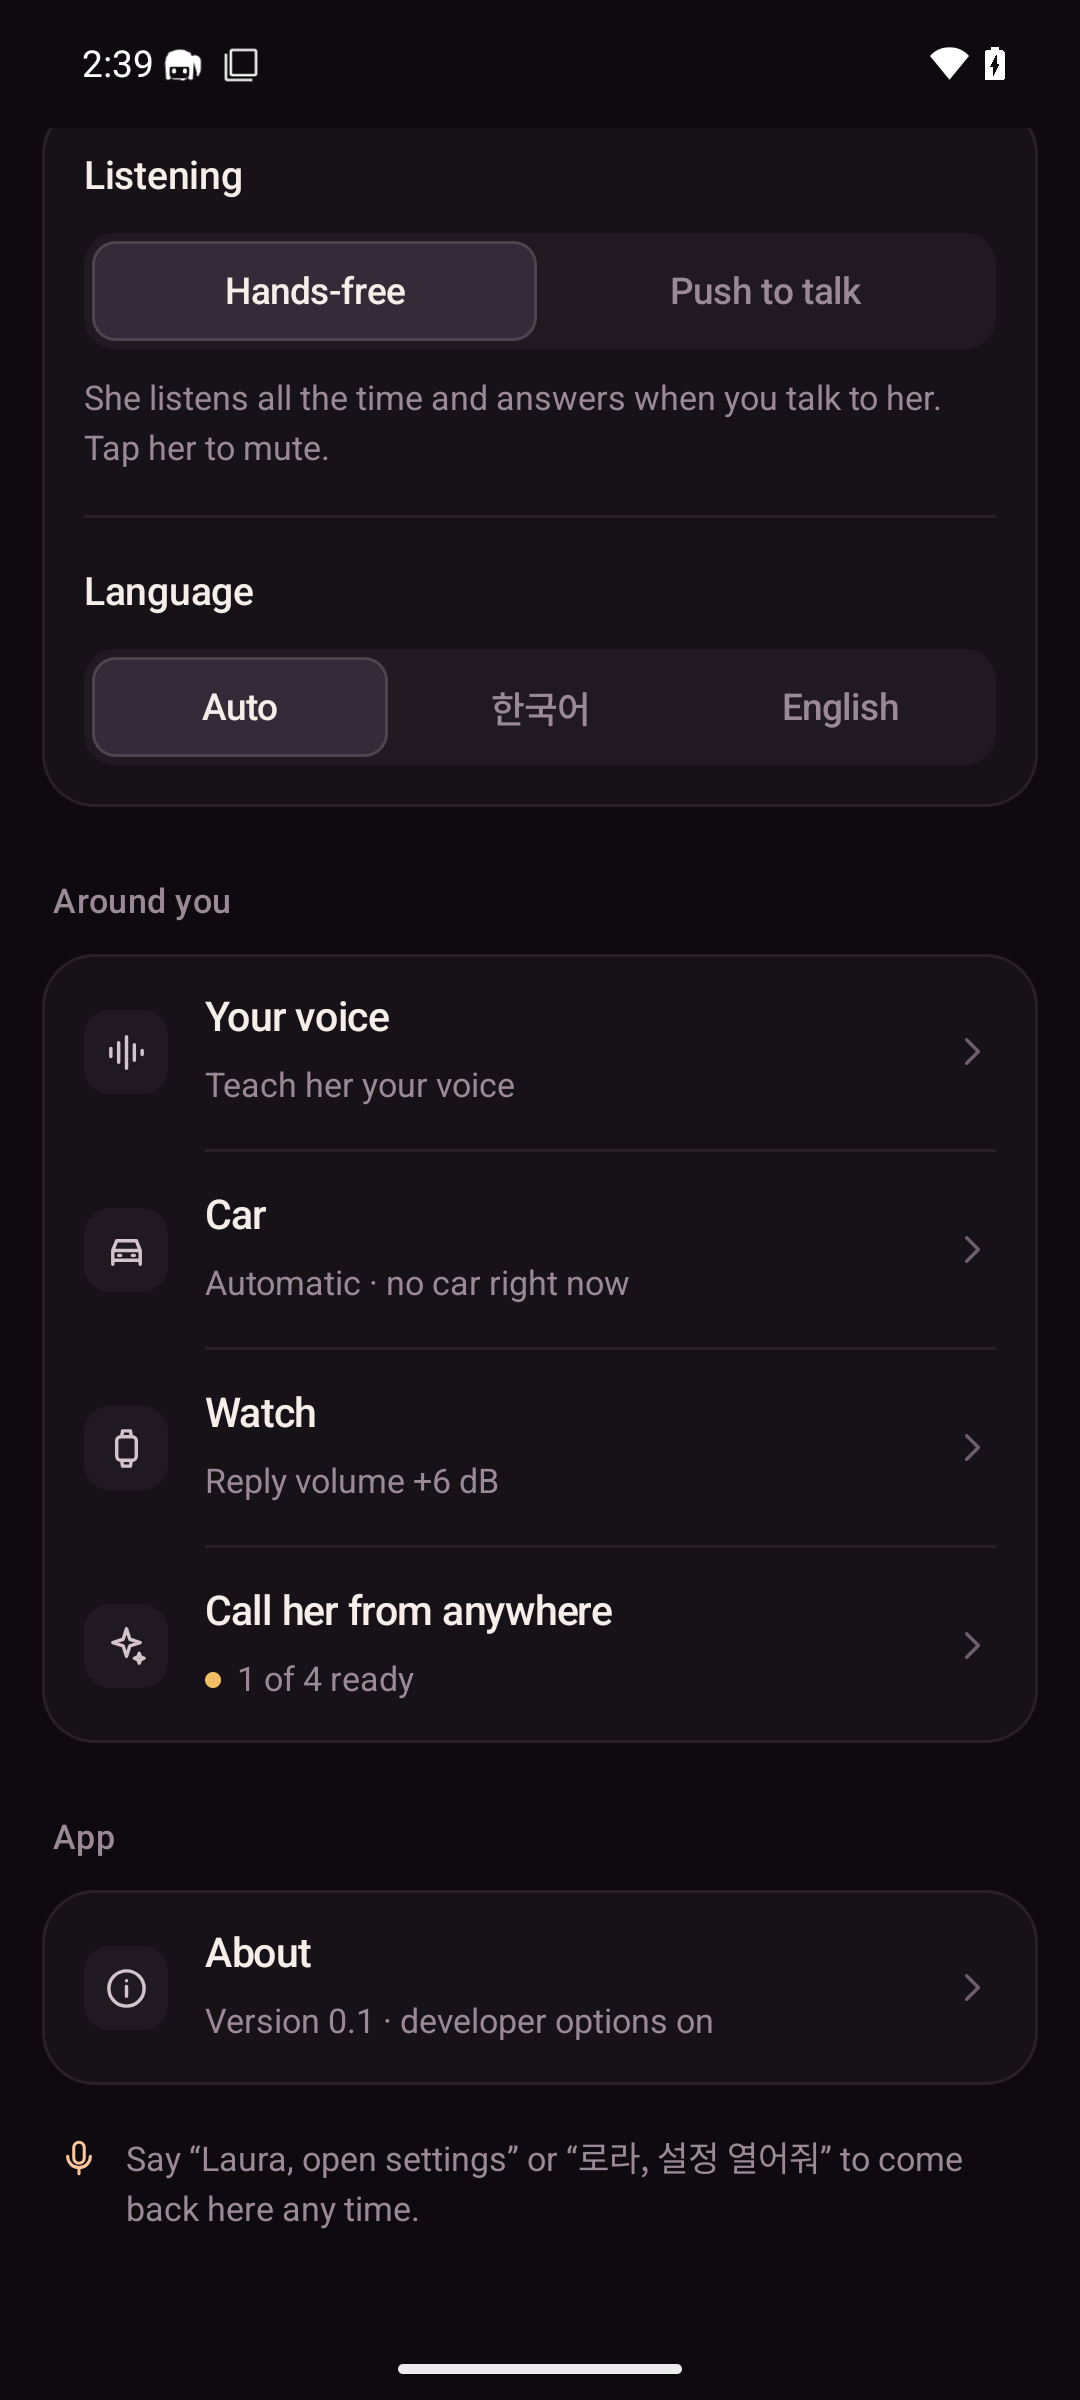 2:39
Listening
Hands-free
Push to talk
She listens all the time and answers when you talk to her.
Tap her to mute.
Language
Auto
한국어
English
Around you
Your voice
Teach her your voice
Car
Automatic · no car right now
Watch
Reply volume +6 dB
Call her from anywhere
1 of 4 ready
App
About
Version 0.1 · developer options on
Say “Laura, open settings” or “로라, 설정 열어줘” to come
back here any time.